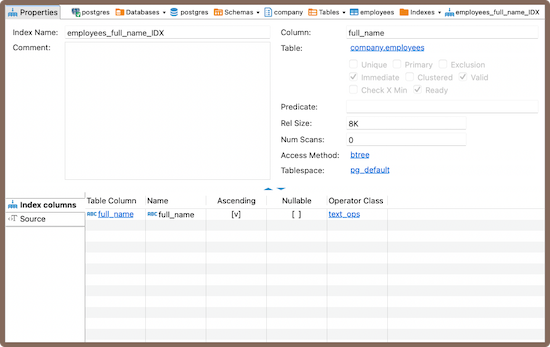 Properties postgres Databases postgres Schemas company Tables employees Indexes employees_full_name_IDX
Index Name: employees_full_name_IDX
Comment:
Column: full_name
Table: company.employees
Unique Primary Exclusion
Immediate Clustered Valid
Check X Min Ready
Predicate:
Rel Size: 8K
Num Scans: 0
Access Method: btree
Tablespace: pg_default
Index columns
Source
Table Column Name Ascending Nullable Operator Class
ABC full_name ABC full_name [v] [ ] text_ops